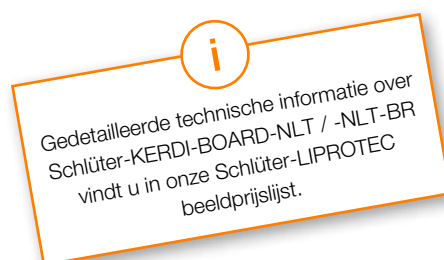 i
Gedetailleerde technische informatie over
Schlüter-KERDI-BOARD-NLT / -NLT-BR
vindt u in onze Schlüter-LIPROTEC
beeldprijslijst.